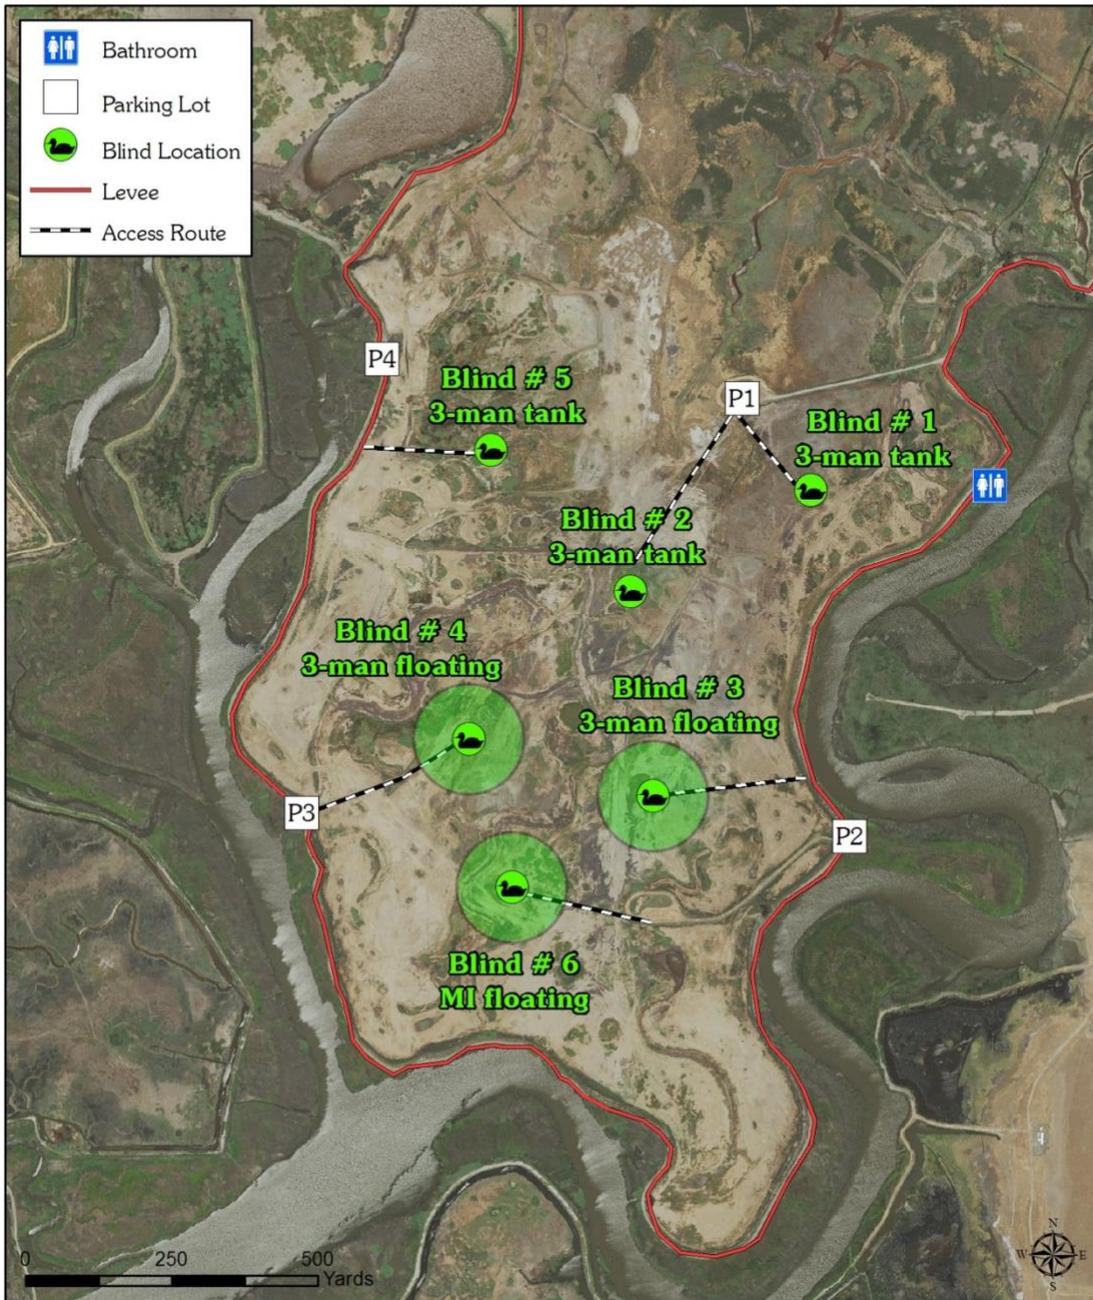 Bathroom
Parking Lot
Blind Location
Levee
Access Route
P4
Blind # 5
3-man tank
P1
Blind # 1
3-man tank
Blind # 2
3-man tank
Blind # 4
3-man floating
Blind # 3
3-man floating
P3
P2
Blind # 6
MI floating
0 250 500
Yards
N
W E
S